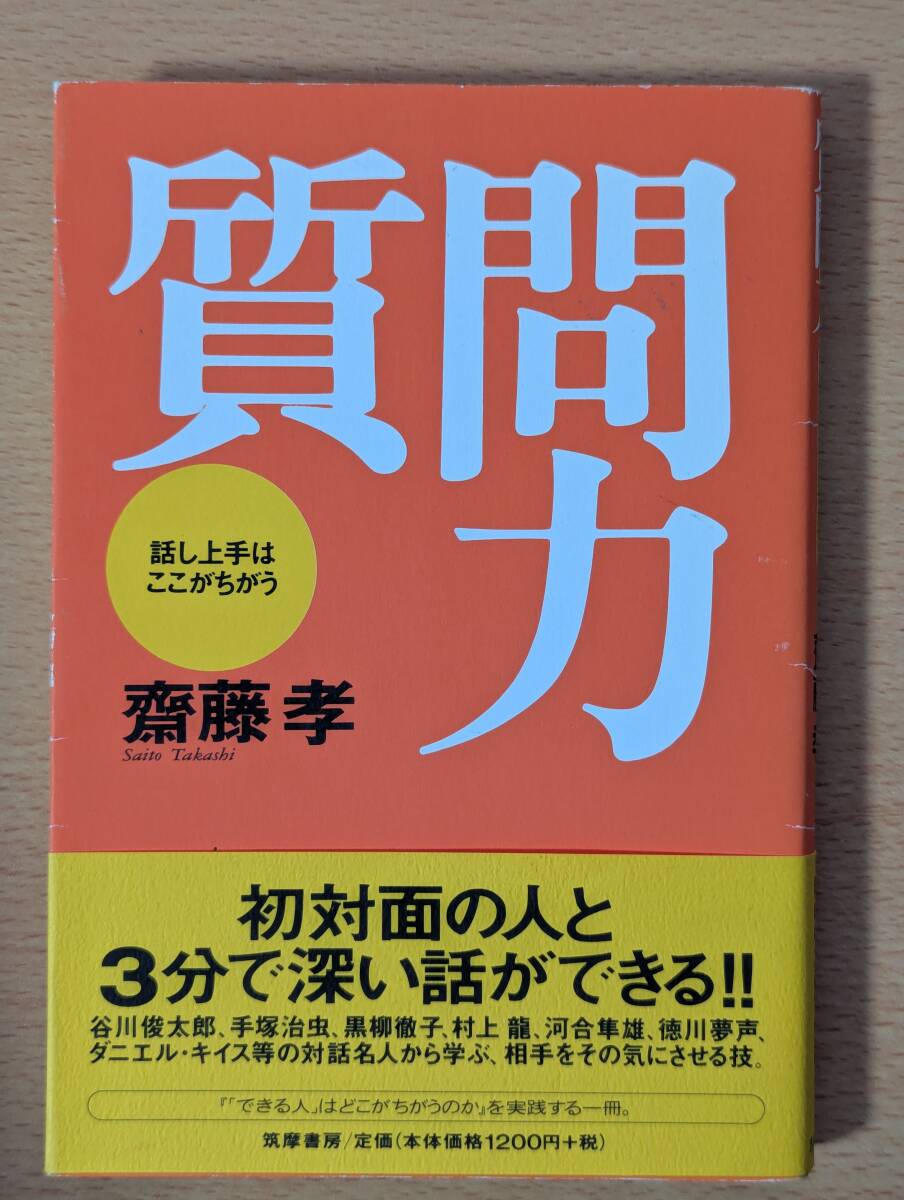 質問力
話し上手は
ここがちがう
齋藤 孝
Saito Takashi
初対面の人と
3分で深い話ができる!!
谷川俊太郎、手塚治虫、黒柳徹子、村上 龍、河合隼雄、徳川夢声、
ダニエル・キイス等の対話名人から学ぶ、相手をその気にさせる技。
『「できる人」はどこがちがうのか』を実践する一冊。
筑摩書房/定価(本体価格1200円+税)